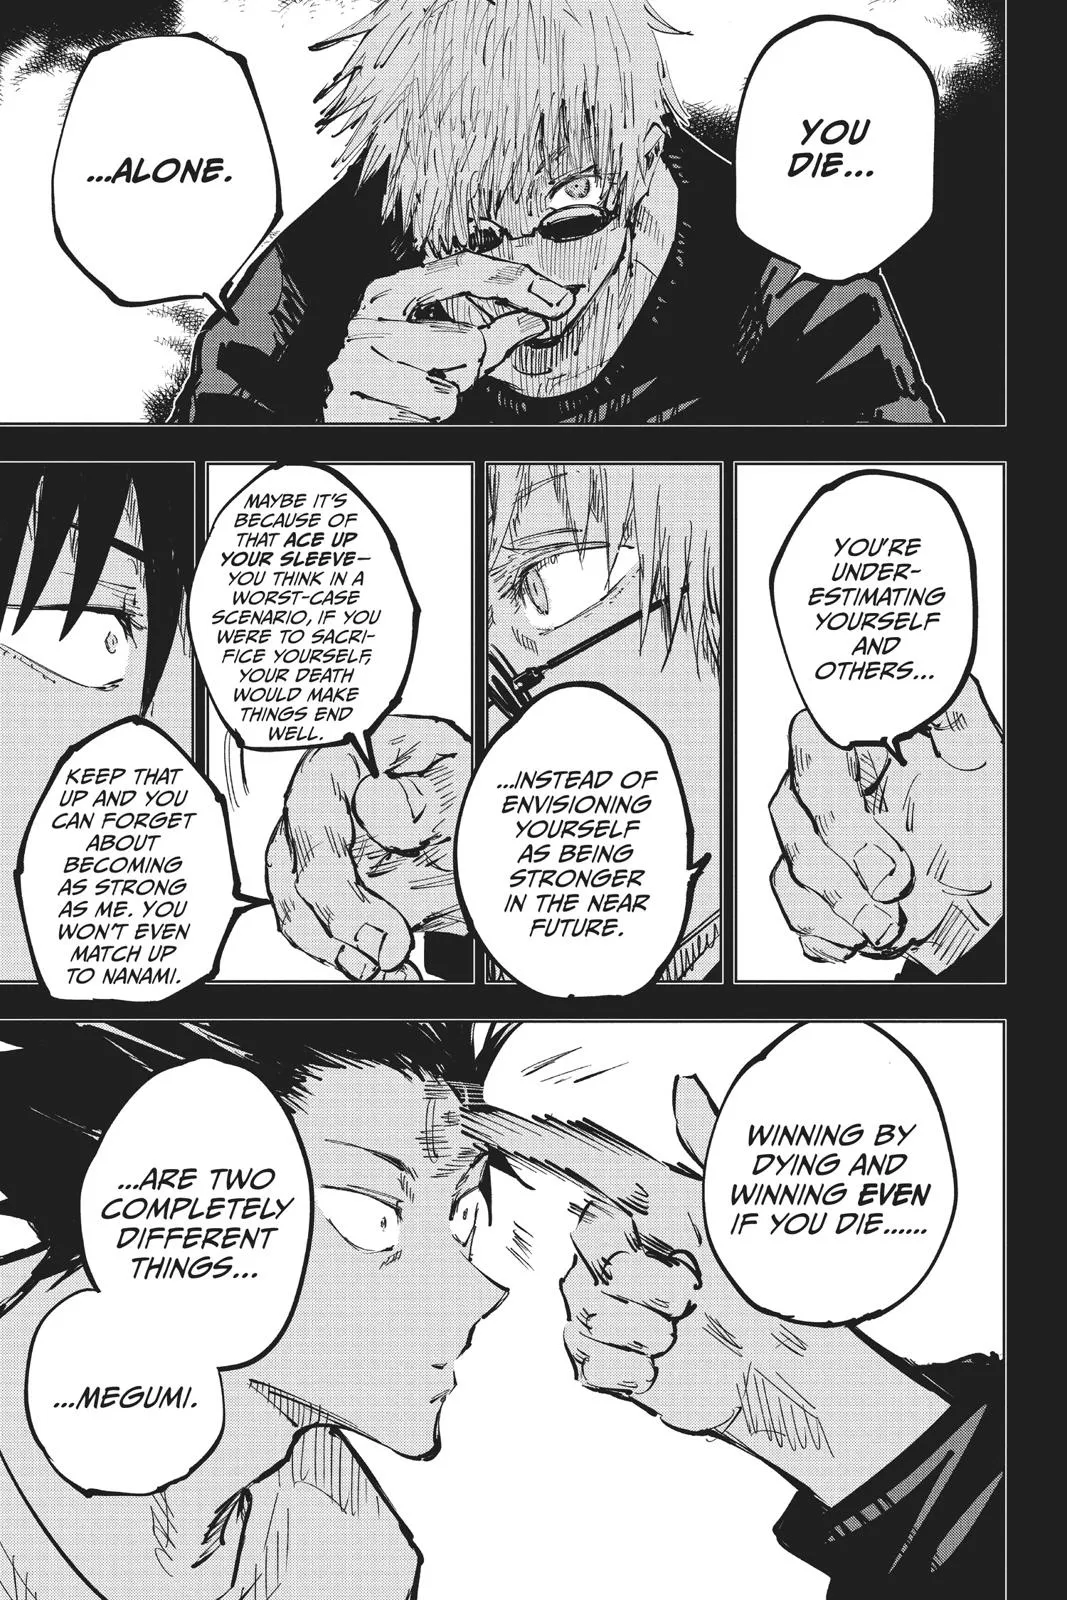 YOU
DIE...
...ALONE.
YOU'RE
UNDER-
ESTIMATING
YOURSELF
AND
OTHERS...
...INSTEAD OF
ENVISIONING
YOURSELF
AS BEING
STRONGER
IN THE NEAR
FUTURE.
MAYBE IT'S
BECAUSE OF
THAT ACE UP
YOUR SLEEVE—
YOU THINK IN A
WORST-CASE
SCENARIO, IF YOU
WERE TO SACRI-
FICE YOURSELF,
YOUR DEATH
WOULD MAKE
THINGS END
WELL.
KEEP THAT
UP AND YOU
CAN FORGET
ABOUT
BECOMING
AS STRONG
AS ME. YOU
WON'T EVEN
MATCH UP
TO NANAMI.
WINNING BY
DYING AND
WINNING EVEN
IF YOU DIE......
...ARE TWO
COMPLETELY
DIFFERENT
THINGS...
...MEGUMI.